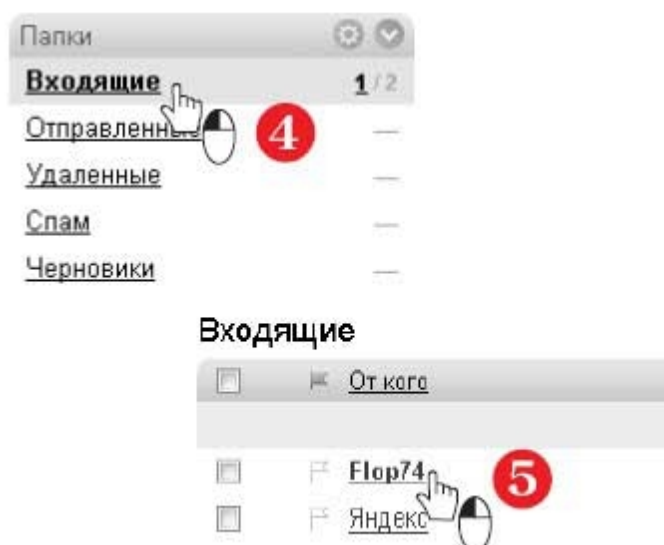 Папки
Входящие 1 / 2
Отправленные 4 —
Удаленные —
Спам —
Черновики —
Входящие
От кого
Flop74 5
Яндекс